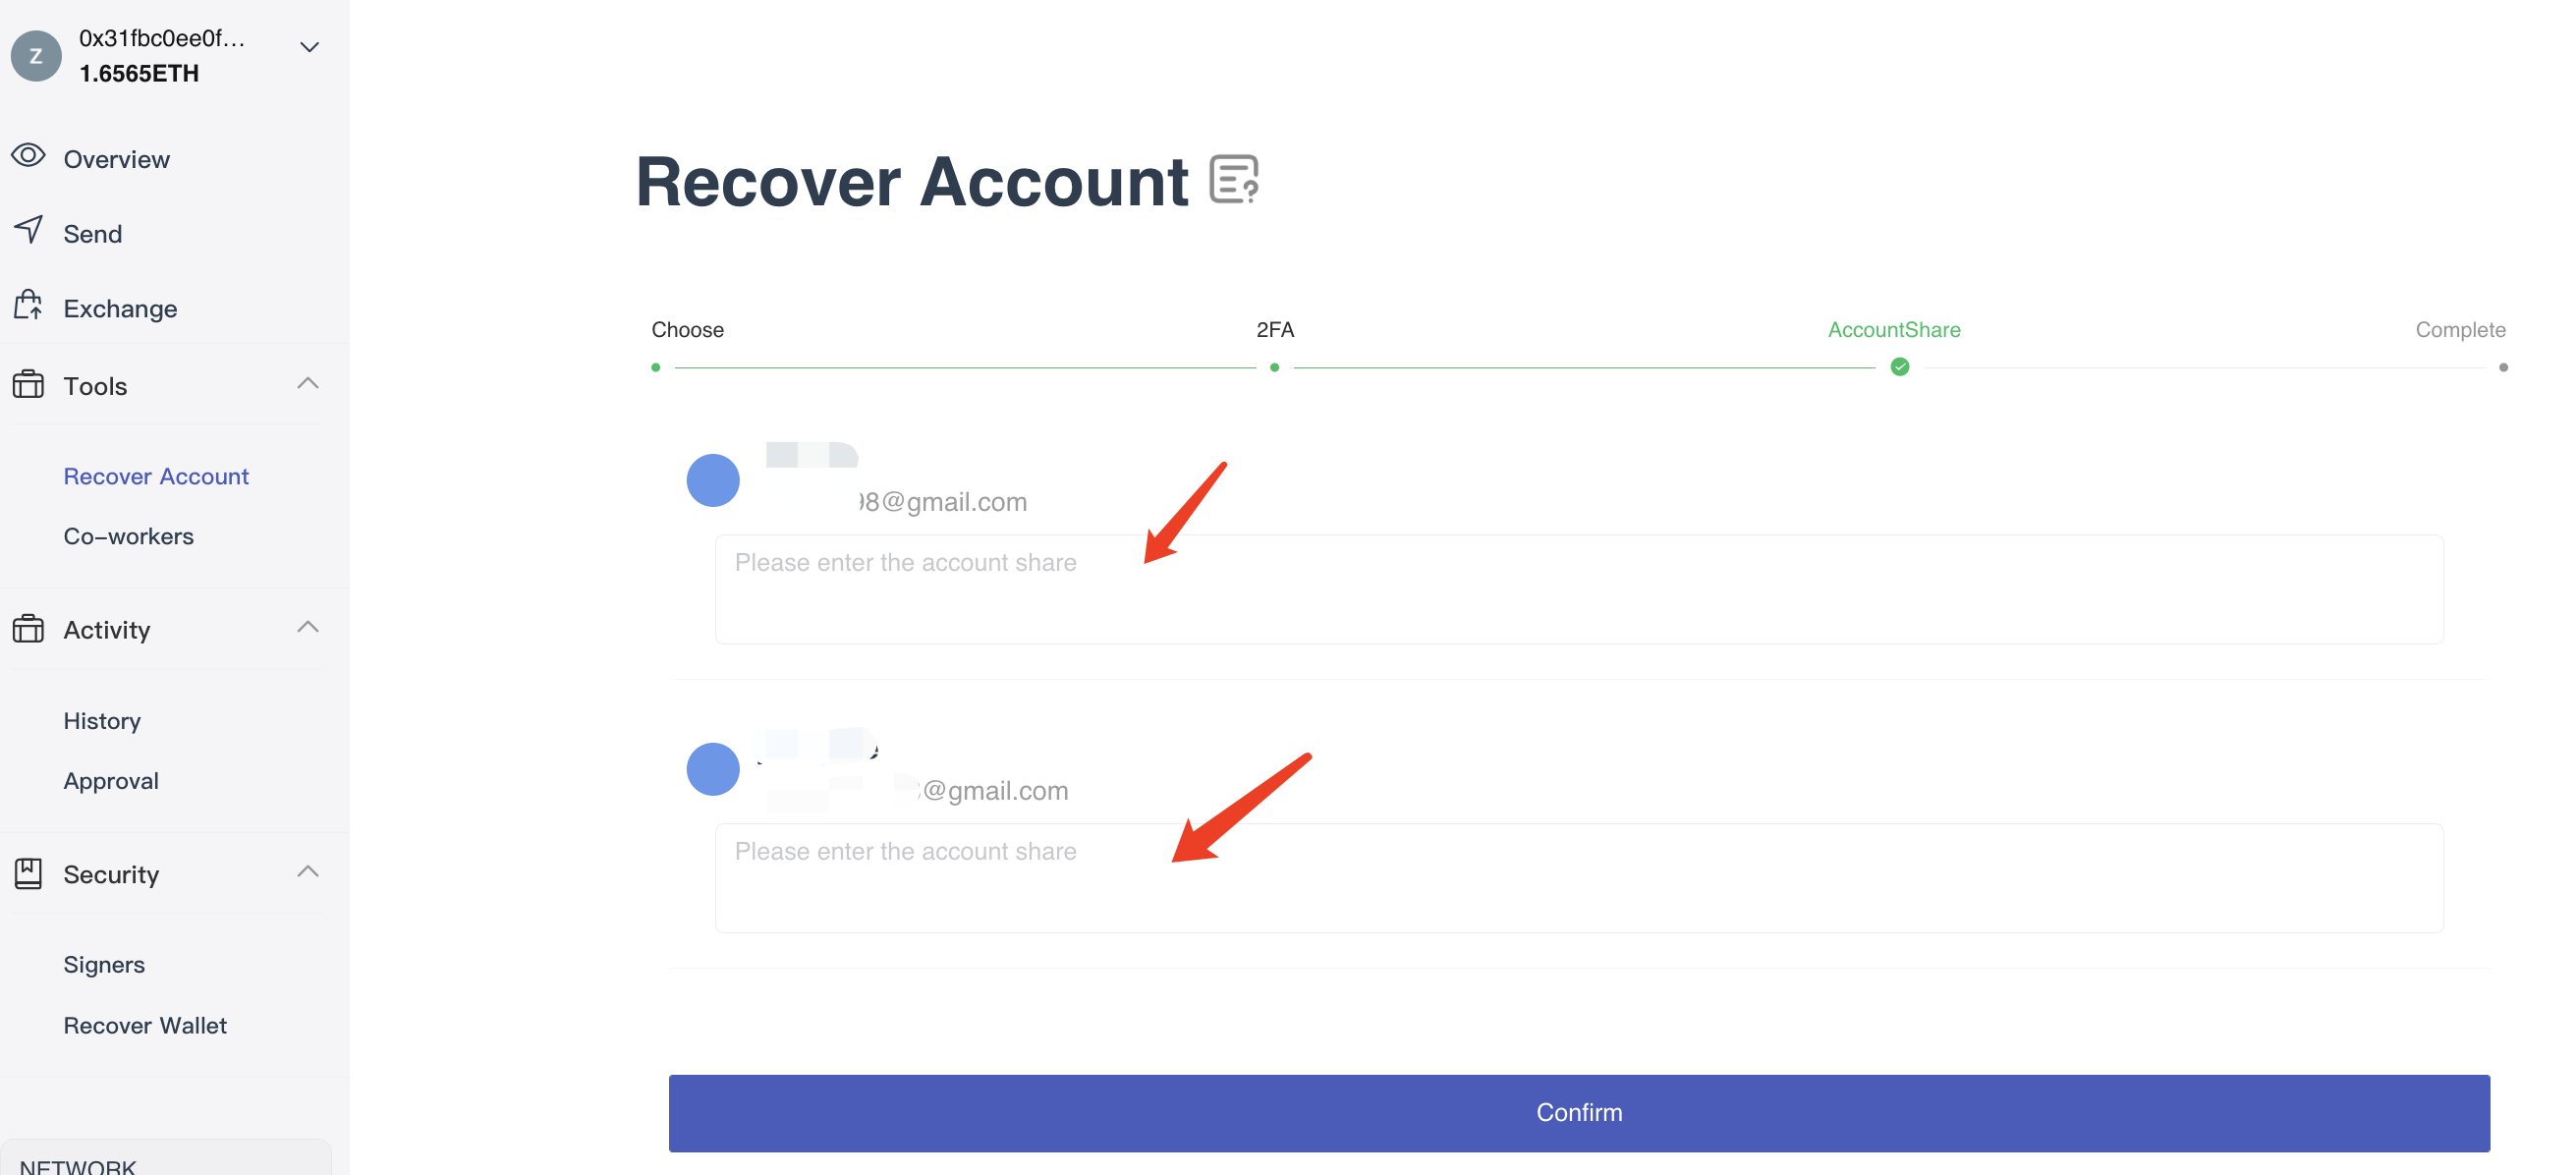 Z
0x31fbc0ee0f...
1.6565ETH
Overview
Send
Exchange
Tools
Recover Account
Co–workers
Activity
History
Approval
Security
Signers
Recover Wallet
NETWORK
Recover Account
Choose
2FA
AccountShare
Complete
8@gmail.com
Please enter the account share
@gmail.com
Please enter the account share
Confirm